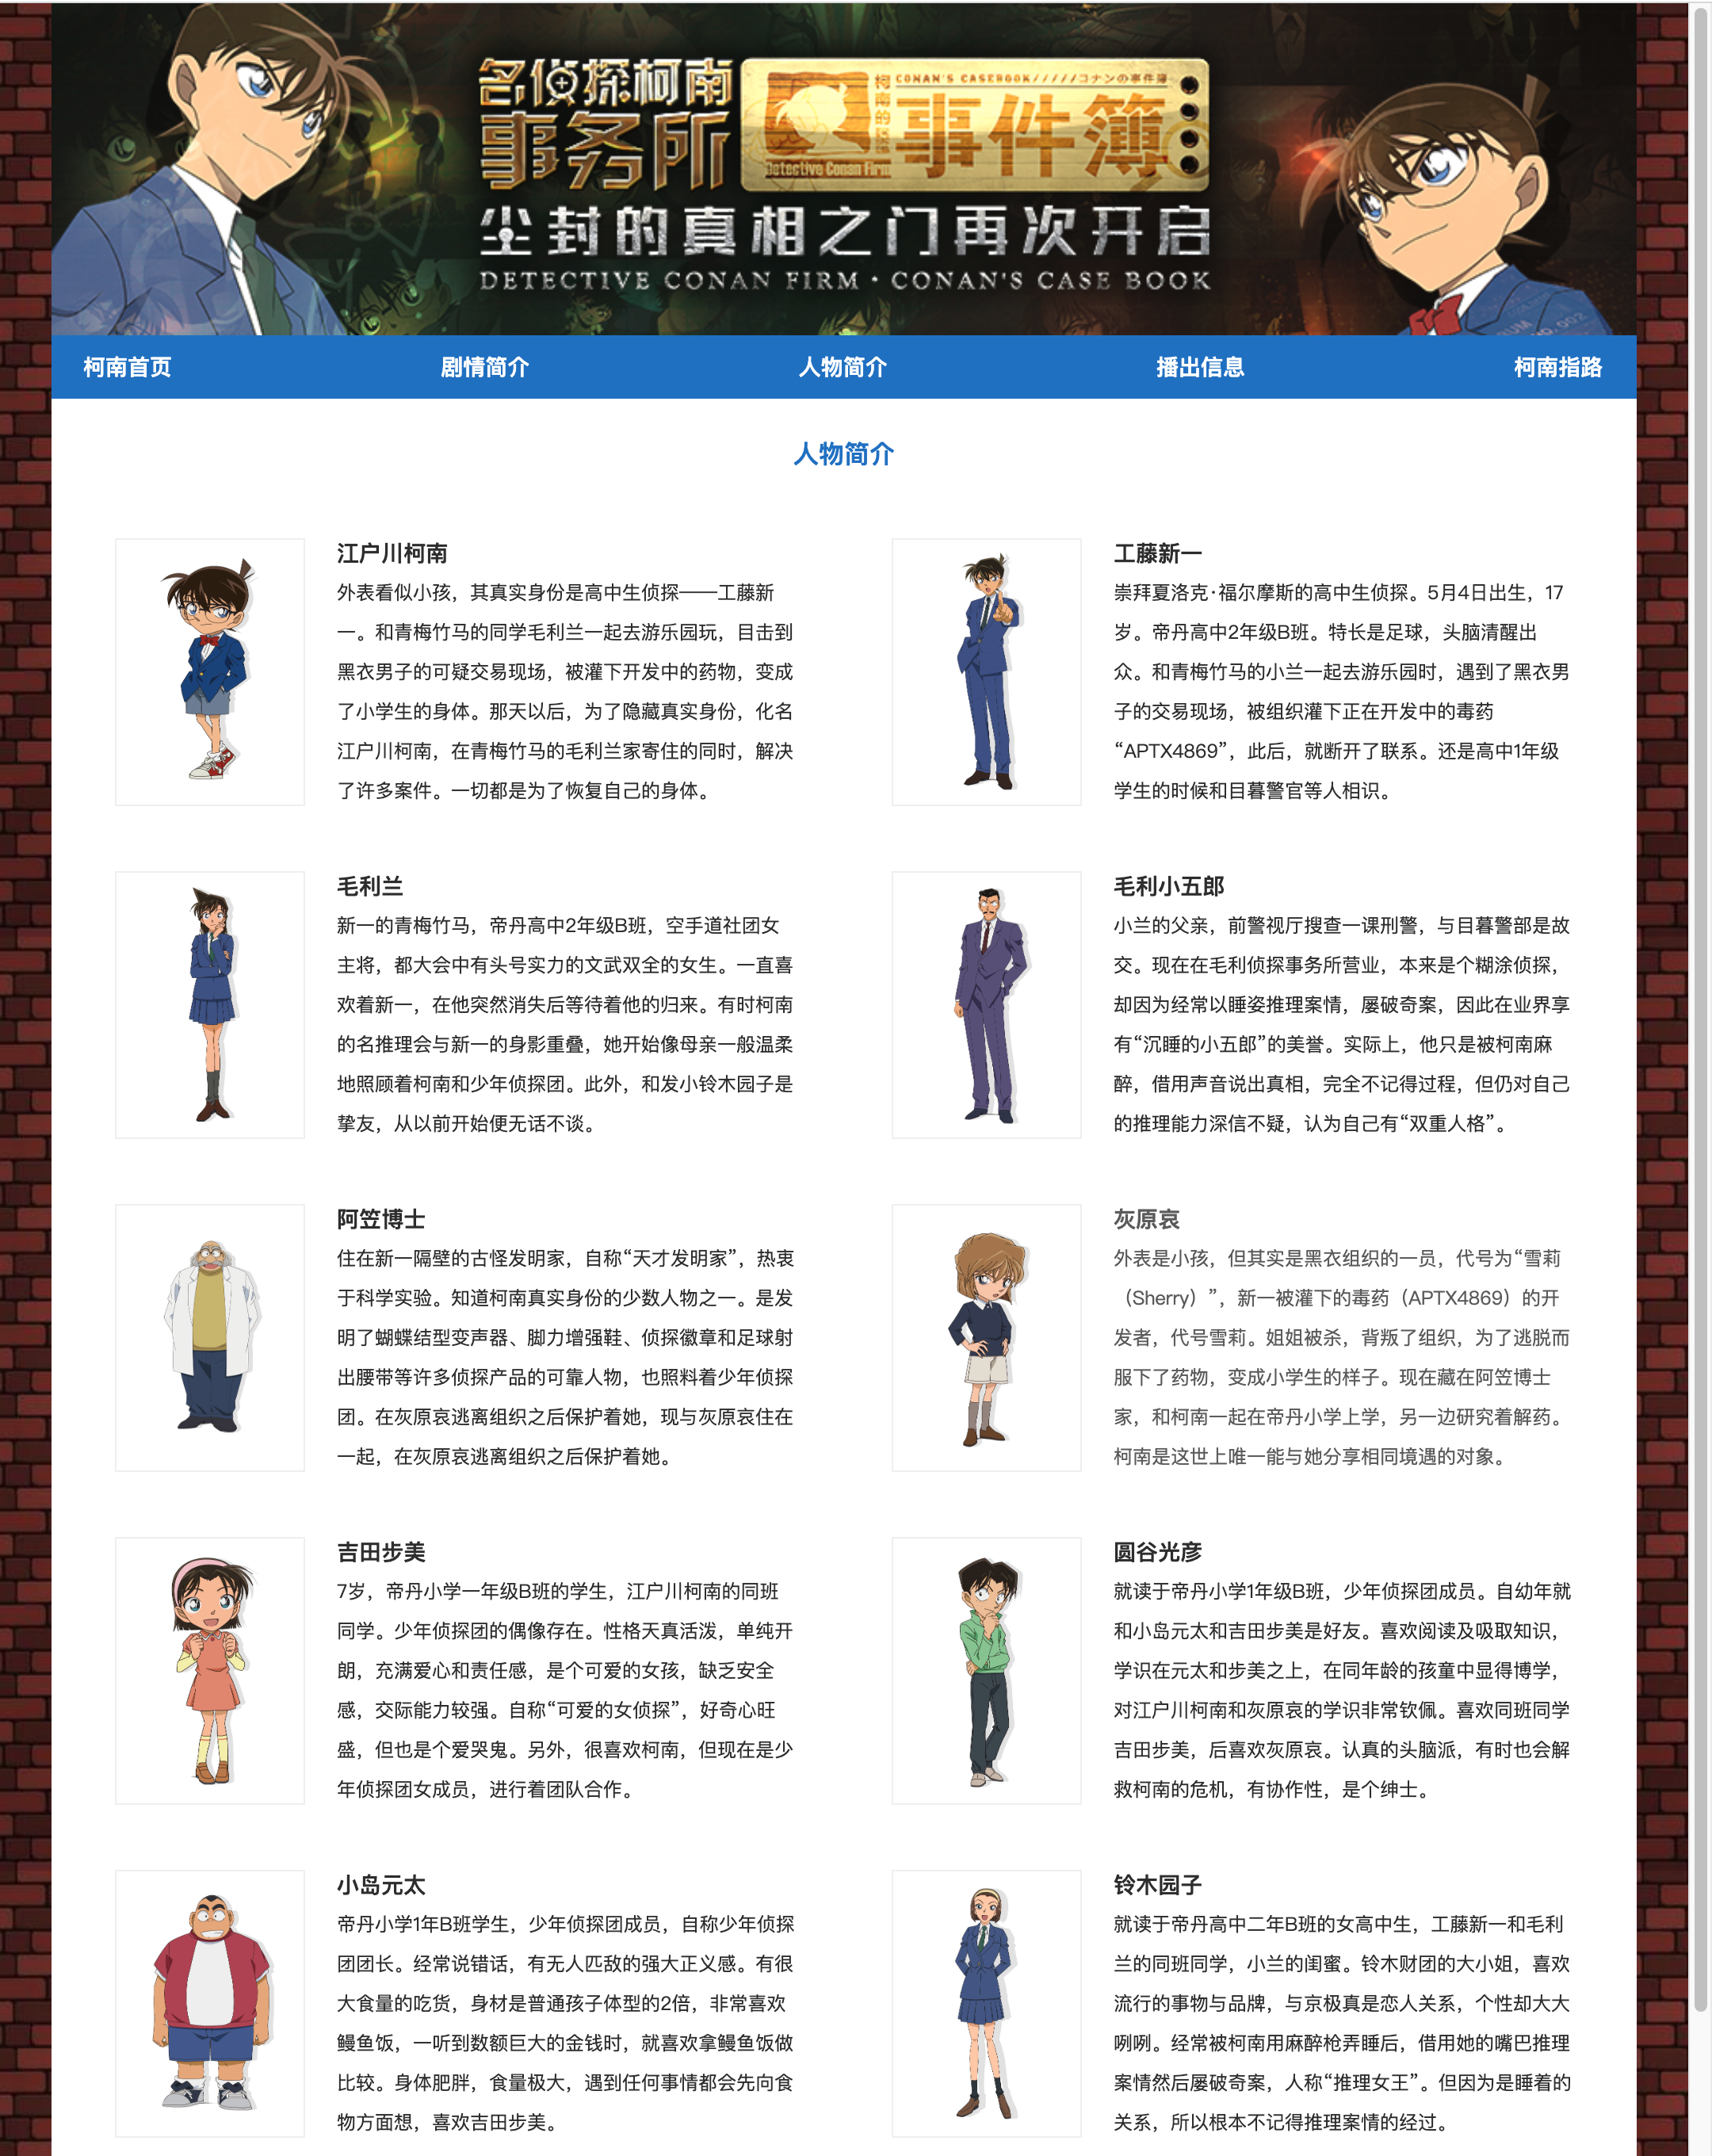 名侦探柯南
事务所
柯南的 CONAN'S CASEBOOK/////コナンの事件簿
事件簿
Detective Conan Firm
尘封的真相之门再次开启
DETECTIVE CONAN FIRM · CONAN'S CASE BOOK
柯南首页 剧情简介 人物简介 播出信息 柯南指路
人物简介
江户川柯南
外表看似小孩，其真实身份是高中生侦探——工藤新
一。和青梅竹马的同学毛利兰一起去游乐园玩，目击到
黑衣男子的可疑交易现场，被灌下开发中的药物，变成
了小学生的身体。那天以后，为了隐藏真实身份，化名
江户川柯南，在青梅竹马的毛利兰家寄住的同时，解决
了许多案件。一切都是为了恢复自己的身体。
工藤新一
崇拜夏洛克·福尔摩斯的高中生侦探。5月4日出生，17
岁。帝丹高中2年级B班。特长是足球，头脑清醒出
众。和青梅竹马的小兰一起去游乐园时，遇到了黑衣男
子的交易现场，被组织灌下正在开发中的毒药
“APTX4869”，此后，就断开了联系。还是高中1年级
学生的时候和目暮警官等人相识。
毛利兰
新一的青梅竹马，帝丹高中2年级B班，空手道社团女
主将，都大会中有头号实力的文武双全的女生。一直喜
欢着新一，在他突然消失后等待着他的归来。有时柯南
的名推理会与新一的身影重叠，她开始像母亲一般温柔
地照顾着柯南和少年侦探团。此外，和发小铃木园子是
挚友，从以前开始便无话不谈。
毛利小五郎
小兰的父亲，前警视厅搜查一课刑警，与目暮警部是故
交。现在在毛利侦探事务所营业，本来是个糊涂侦探，
却因为经常以睡姿推理案情，屡破奇案，因此在业界享
有“沉睡的小五郎”的美誉。实际上，他只是被柯南麻
醉，借用声音说出真相，完全不记得过程，但仍对自己
的推理能力深信不疑，认为自己有“双重人格”。
阿笠博士
住在新一隔壁的古怪发明家，自称“天才发明家”，热衷
于科学实验。知道柯南真实身份的少数人物之一。是发
明了蝴蝶结型变声器、脚力增强鞋、侦探徽章和足球射
出腰带等许多侦探产品的可靠人物，也照料着少年侦探
团。在灰原哀逃离组织之后保护着她，现与灰原哀住在
一起，在灰原哀逃离组织之后保护着她。
灰原哀
外表是小孩，但其实是黑衣组织的一员，代号为“雪莉
（Sherry）”，新一被灌下的毒药（APTX4869）的开
发者，代号雪莉。姐姐被杀，背叛了组织，为了逃脱而
服下了药物，变成小学生的样子。现在藏在阿笠博士
家，和柯南一起在帝丹小学上学，另一边研究着解药。
柯南是这世上唯一能与她分享相同境遇的对象。
吉田步美
7岁，帝丹小学一年级B班的学生，江户川柯南的同班
同学。少年侦探团的偶像存在。性格天真活泼，单纯开
朗，充满爱心和责任感，是个可爱的女孩，缺乏安全
感，交际能力较强。自称“可爱的女侦探”，好奇心旺
盛，但也是个爱哭鬼。另外，很喜欢柯南，但现在是少
年侦探团女成员，进行着团队合作。
圆谷光彦
就读于帝丹小学1年级B班，少年侦探团成员。自幼年就
和小岛元太和吉田步美是好友。喜欢阅读及吸取知识，
学识在元太和步美之上，在同年龄的孩童中显得博学，
对江户川柯南和灰原哀的学识非常钦佩。喜欢同班同学
吉田步美，后喜欢灰原哀。认真的头脑派，有时也会解
救柯南的危机，有协作性，是个绅士。
小岛元太
帝丹小学1年B班学生，少年侦探团成员，自称少年侦探
团团长。经常说错话，有无人匹敌的强大正义感。有很
大食量的吃货，身材是普通孩子体型的2倍，非常喜欢
鳗鱼饭，一听到数额巨大的金钱时，就喜欢拿鳗鱼饭做
比较。身体肥胖，食量极大，遇到任何事情都会先向食
物方面想，喜欢吉田步美。
铃木园子
就读于帝丹高中二年B班的女高中生，工藤新一和毛利
兰的同班同学，小兰的闺蜜。铃木财团的大小姐，喜欢
流行的事物与品牌，与京极真是恋人关系，个性却大大
咧咧。经常被柯南用麻醉枪弄睡后，借用她的嘴巴推理
案情然后屡破奇案，人称“推理女王”。但因为是睡着的
关系，所以根本不记得推理案情的经过。